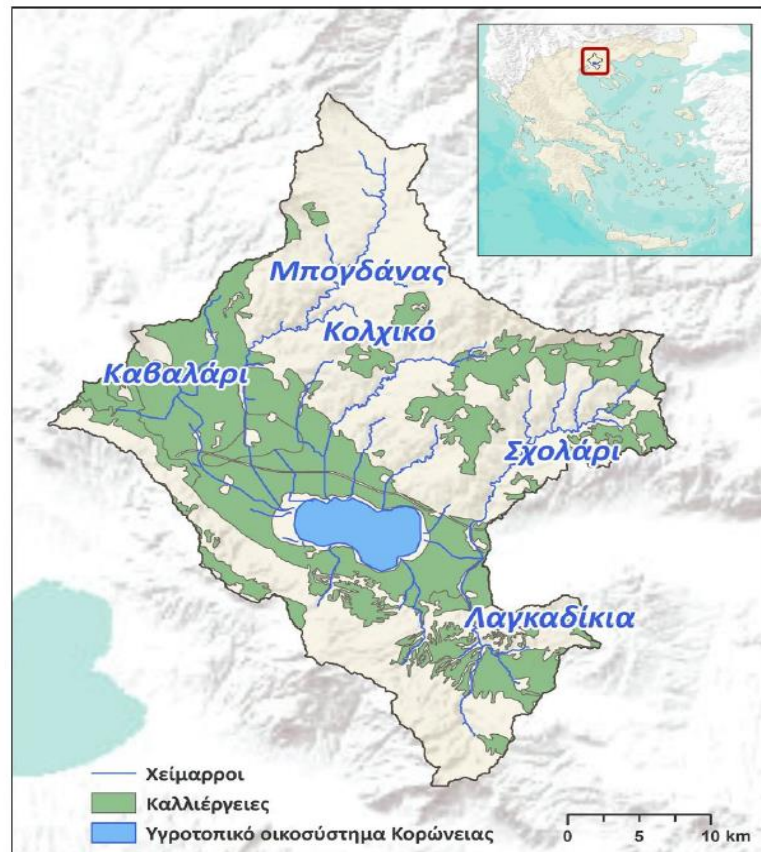 Μπογδάνας
Κολχικό
Καβαλάρι
Σχολάρι
Λαγκαδίκια
Χείμαρροι
Καλλιέργειες
Υγροτοπικό οικοσύστημα Κορώνειας
0 5 10 km